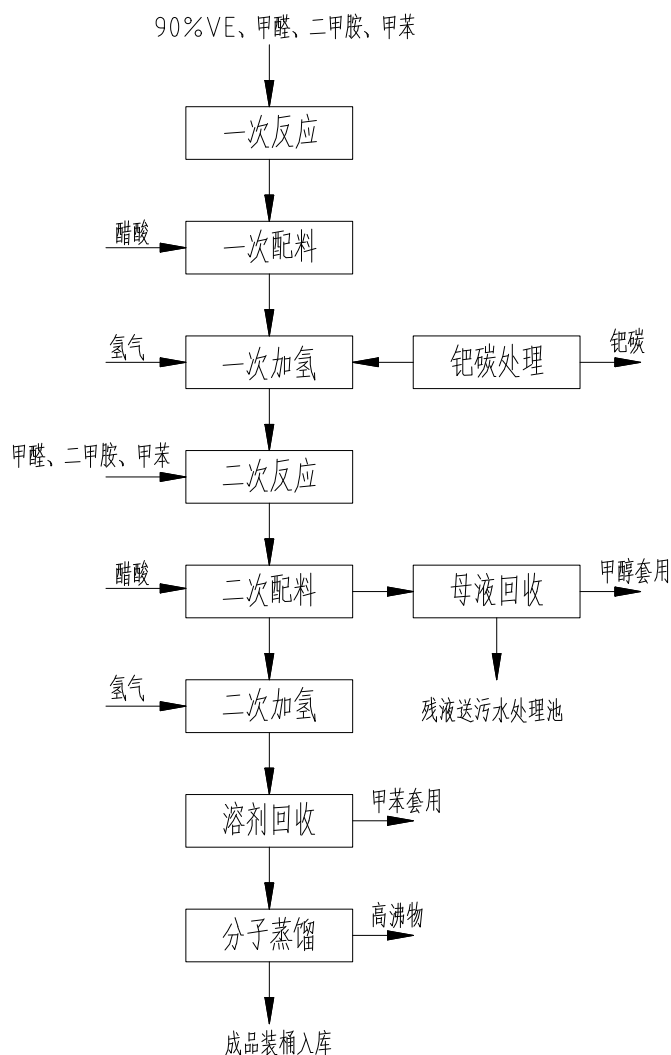 90%VE、甲醛、二甲胺、甲苯
一次反应
醋酸
一次配料
氢气
一次加氢
钯碳处理
钯碳
甲醛、二甲胺、甲苯
二次反应
醋酸
二次配料
母液回收
甲醇套用
氢气
二次加氢
残液送污水处理池
溶剂回收
甲苯套用
分子蒸馏
高沸物
成品装桶入库